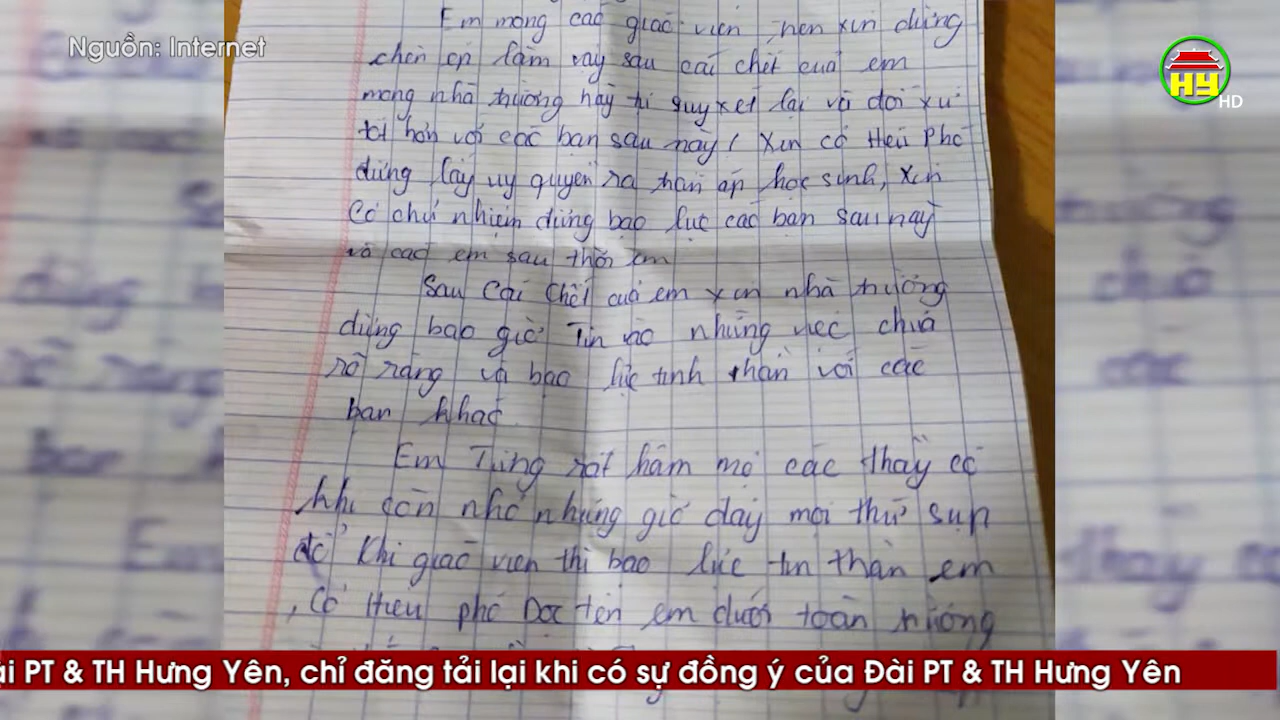 Nguồn: Internet
HY
HD
Em mong các giáo viên nên xin đừng
chèn ép lắm vậy sau cái chết của em
mong nhà trường hãy tự suy xét lại và đối xử
tốt hơn với các bạn sau này! Xin cô Hiệu Phó
đừng lấy uy quyền ra trấn áp học sinh, Xin
Cô chủ nhiệm đừng bạo lực các bạn sau này
và các em sau thời em
Sau cái chết của em xin nhà trường
đừng bao giờ Tin vào những việc chưa
rõ ràng và bạo lực tinh thần với các
bạn khác.
Em Từng rất hâm mộ các thầy cô
khi còn nhỏ nhưng giờ đây mọi thứ sụp
đổ khi giáo viên thì bạo lực tin thần em
, Cô Hiệu phó Đọc tên em dưới toàn trường
ài PT & TH Hưng Yên, chỉ đăng tải lại khi có sự đồng ý của Đài PT & TH Hưng Yên